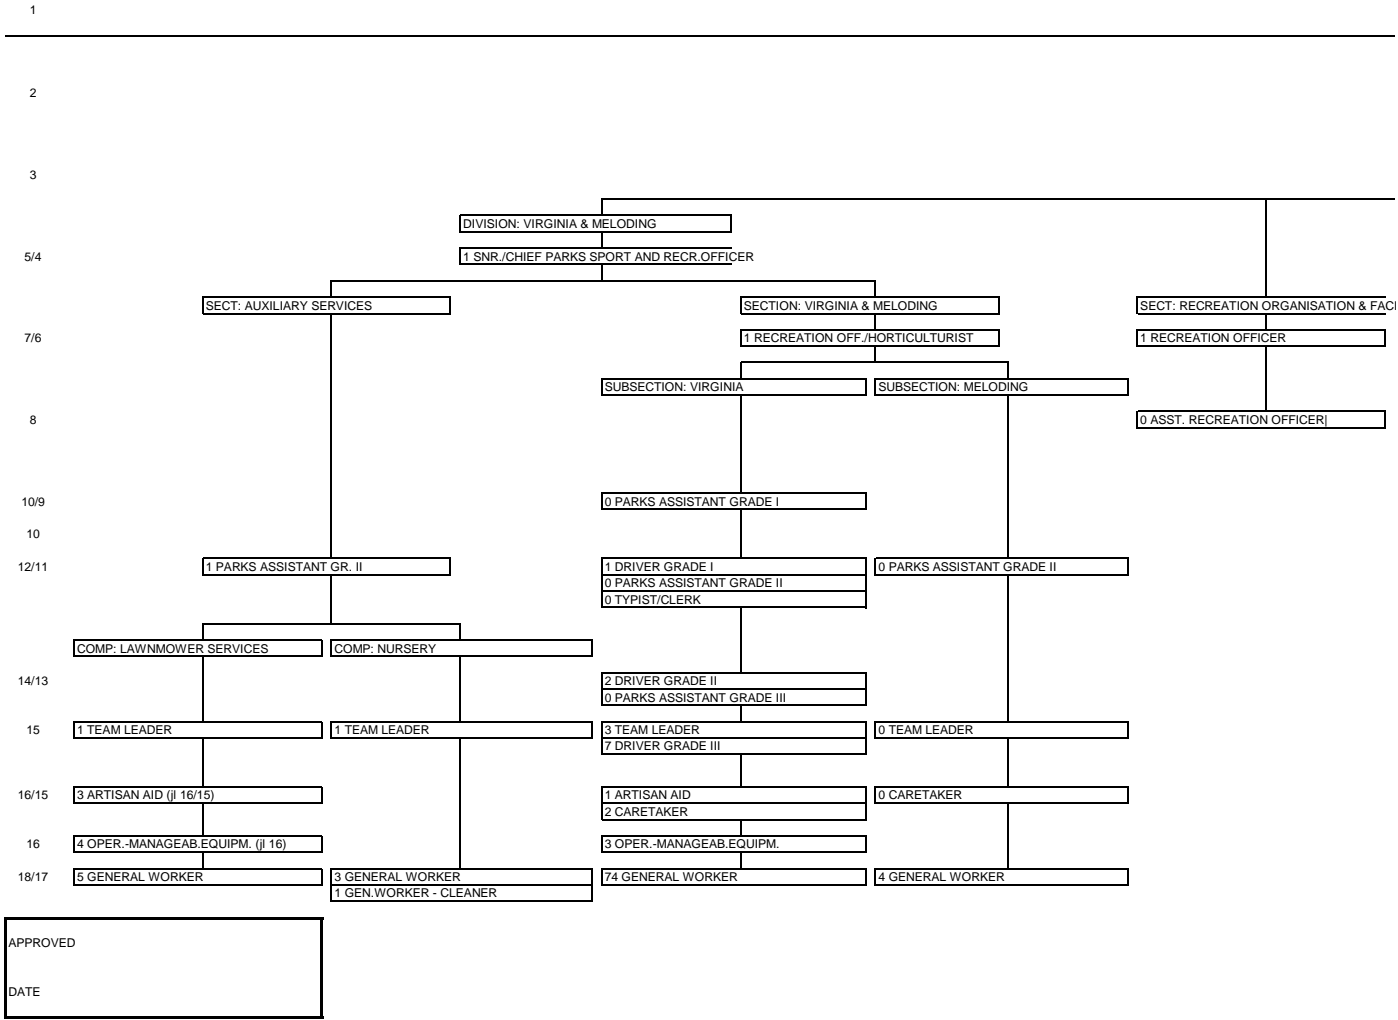 1
2
3
DIVISION: VIRGINIA & MELODING
5/4 1 SNR./CHIEF PARKS SPORT AND RECR.OFFICER
SECT: AUXILIARY SERVICES SECTION: VIRGINIA & MELODING SECT: RECREATION ORGANISATION & FACI
7/6 1 RECREATION OFF./HORTICULTURIST 1 RECREATION OFFICER
SUBSECTION: VIRGINIA SUBSECTION: MELODING
8 0 ASST. RECREATION OFFICER|
10/9 0 PARKS ASSISTANT GRADE I
10
12/11 1 PARKS ASSISTANT GR. II 1 DRIVER GRADE I 0 PARKS ASSISTANT GRADE II
0 PARKS ASSISTANT GRADE II
0 TYPIST/CLERK
COMP: LAWNMOWER SERVICES COMP: NURSERY
14/13 2 DRIVER GRADE II
0 PARKS ASSISTANT GRADE III
15 1 TEAM LEADER 1 TEAM LEADER 3 TEAM LEADER 0 TEAM LEADER
7 DRIVER GRADE III
16/15 3 ARTISAN AID (jl 16/15) 1 ARTISAN AID 0 CARETAKER
2 CARETAKER
16 4 OPER.-MANAGEAB.EQUIPM. (jl 16) 3 OPER.-MANAGEAB.EQUIPM.
18/17 5 GENERAL WORKER 3 GENERAL WORKER 74 GENERAL WORKER 4 GENERAL WORKER
1 GEN.WORKER - CLEANER
APPROVED
DATE